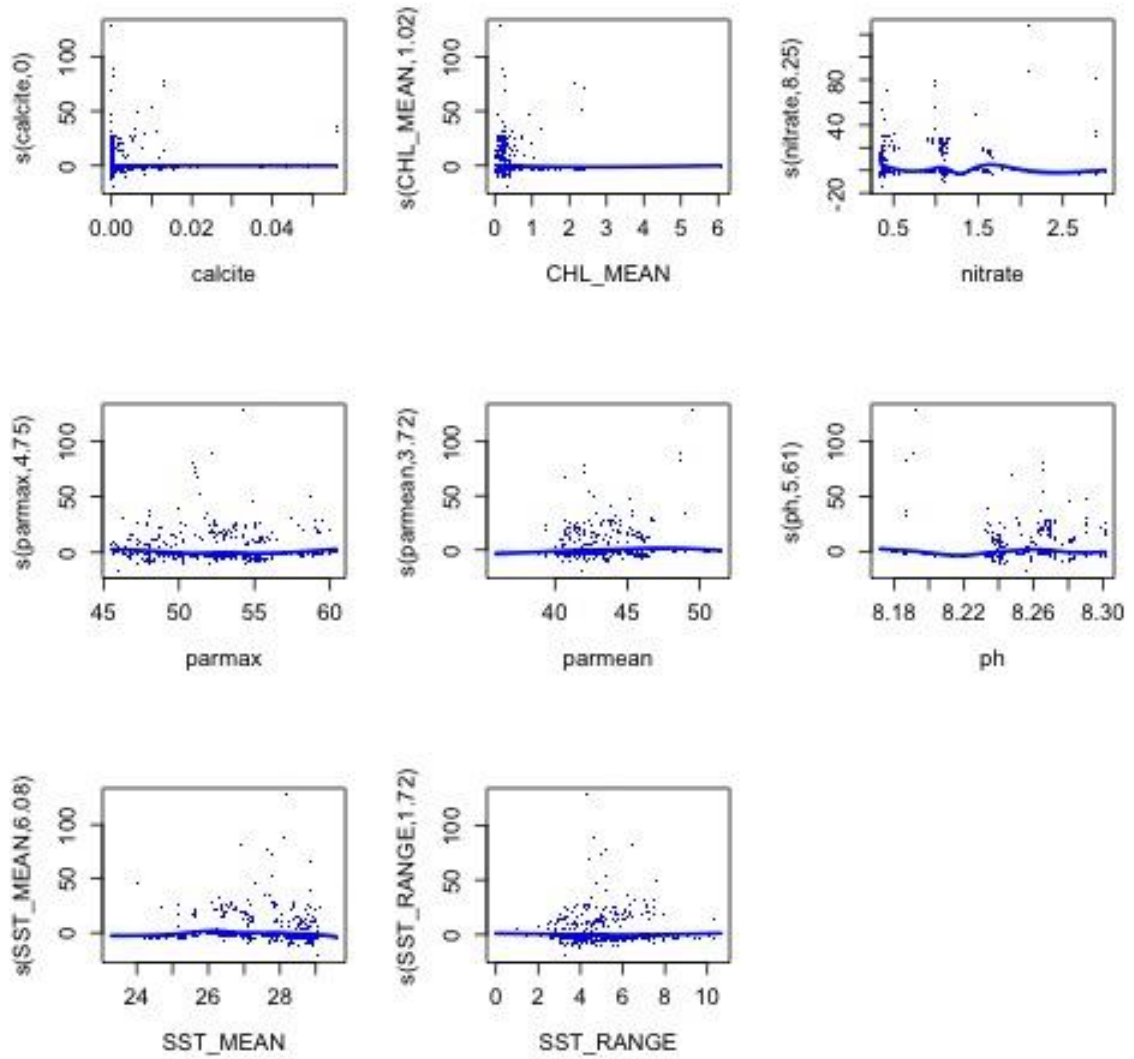 s(calcite,0)
100
50
0
0.00 0.02 0.04
calcite
s(CHL_MEAN,1.02)
100
50
0
0 1 2 3 4 5 6
CHL_MEAN
s(nitrate,8.25)
80
40
-20
0.5 1.5 2.5
nitrate
s(parmax,4.75)
100
50
0
45 50 55 60
parmax
s(parmean,3.72)
100
50
0
40 45 50
parmean
s(ph,5.61)
100
50
0
8.18 8.22 8.26 8.30
ph
s(SST_MEAN,6.08)
100
50
0
24 26 28
SST_MEAN
s(SST_RANGE,1.72)
100
50
0
0 2 4 6 8 10
SST_RANGE